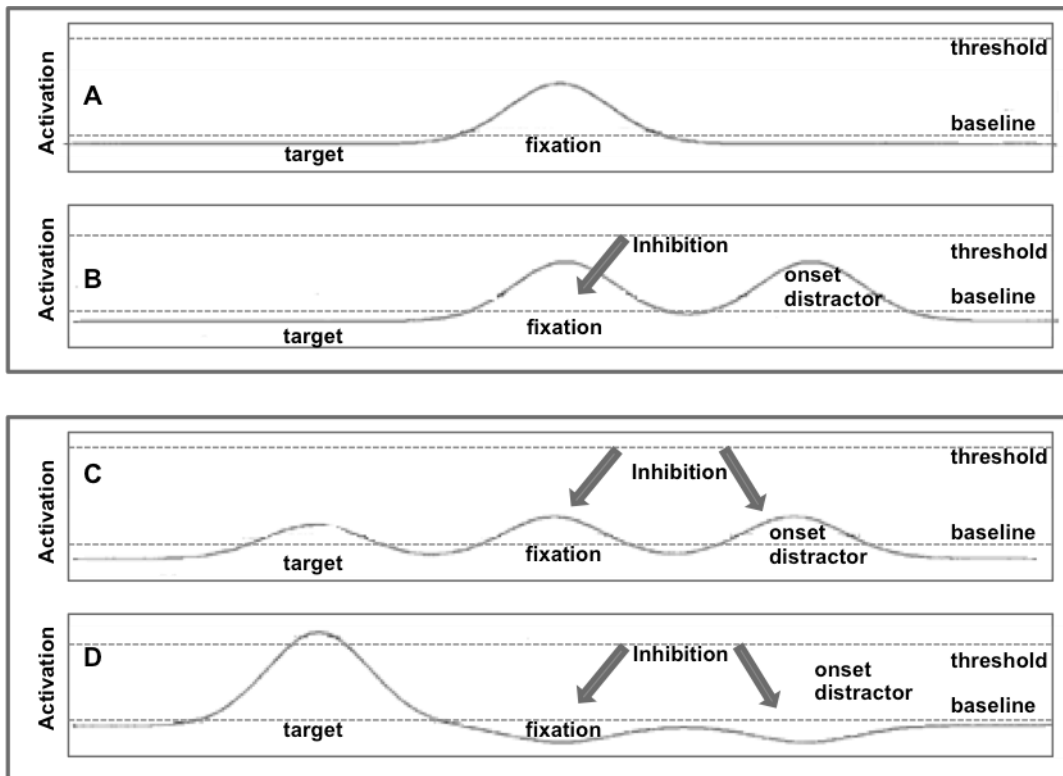 threshold
A
Activation
baseline
target
fixation
Inhibition
threshold
B
Activation
onset
distractor
baseline
target
fixation
threshold
C
Activation
Inhibition
baseline
target
fixation
onset
distractor
Inhibition
D
Activation
onset
distractor
threshold
baseline
target
fixation